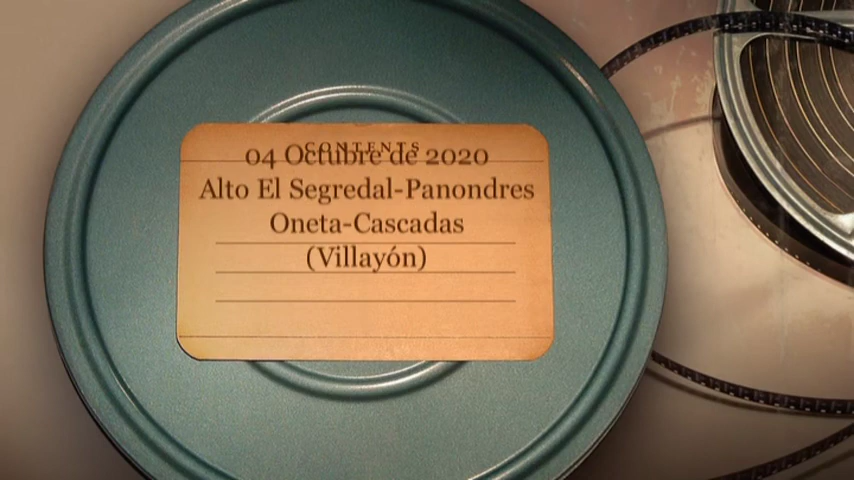 CONTENTS
04 Octubre de 2020
Alto El Segredal-Panondres
Oneta-Cascadas
(Villayón)